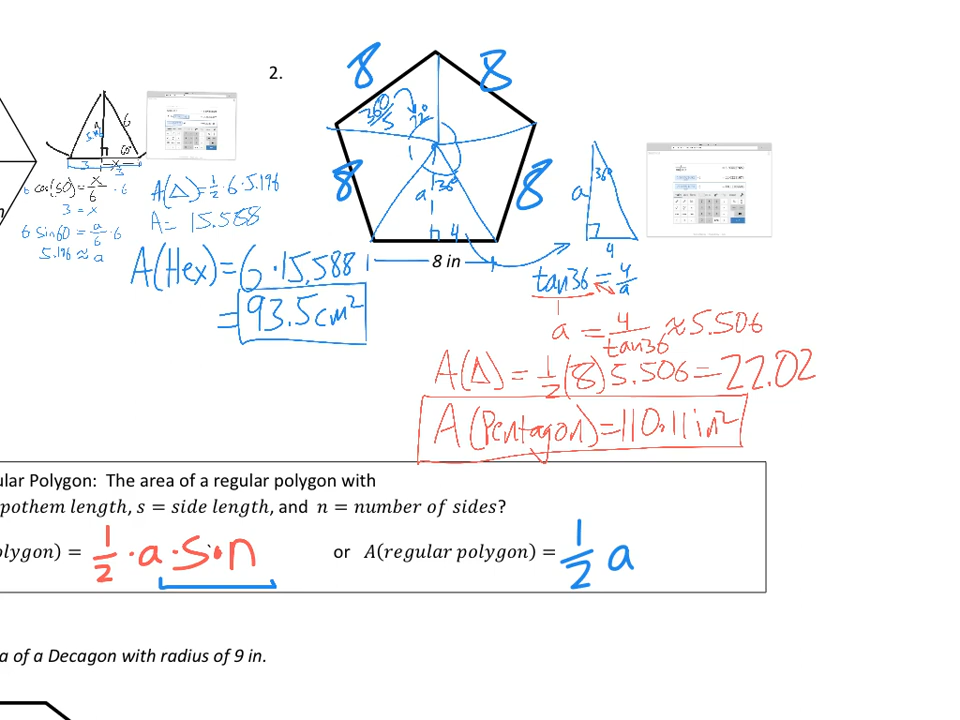 2.
8 8
360/5 72°
8 8
a 36°
4
8 in
a 36°
4
tan36 = 4/a
a = 4/tan36 ≈ 5.506
A(Δ) = 1/2(8)5.506 = 22.02
A(Pentagon) = 110.11 in²
6
60°
3
cos(60) = x/6 · 6
3 = x
6 sin60 = a/6 · 6
5.196 ≈ a
A(Δ) = 1/2 · 6 · 5.196
A = 15.588
A(Hex) = 6 · 15.588
= 93.5 cm²
ular Polygon: The area of a regular polygon with
pothem length, s = side length, and n = number of sides?
olygon) = 1/2 · a · s · n or A(regular polygon) = 1/2 a
a of a Decagon with radius of 9 in.